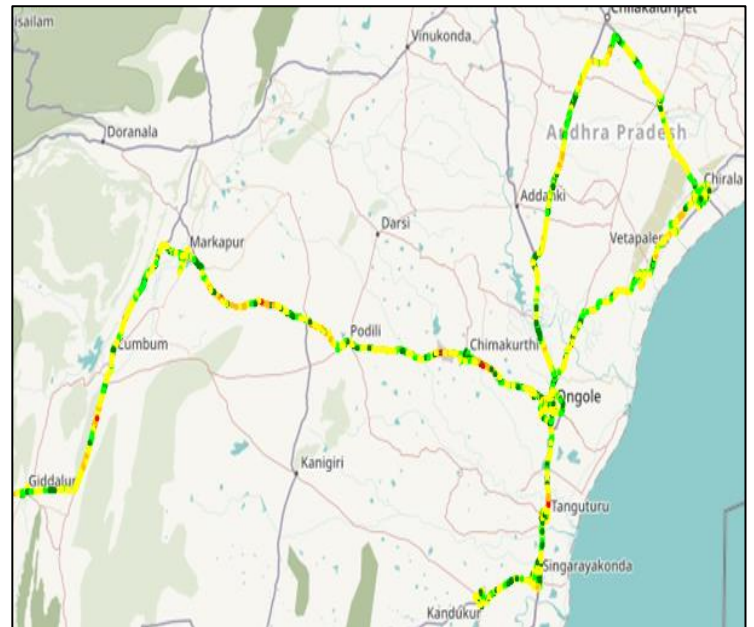 isailam
Chilakaluripet
Vinukonda
Doranala
Andhra Pradesh
Chirala
Addanki
Darsi
Vetapalem
Markapur
Podili
Chimakurthi
Cumbum
Ongole
Giddalur
Kanigiri
Tanguturu
Singarayakonda
Kandukur